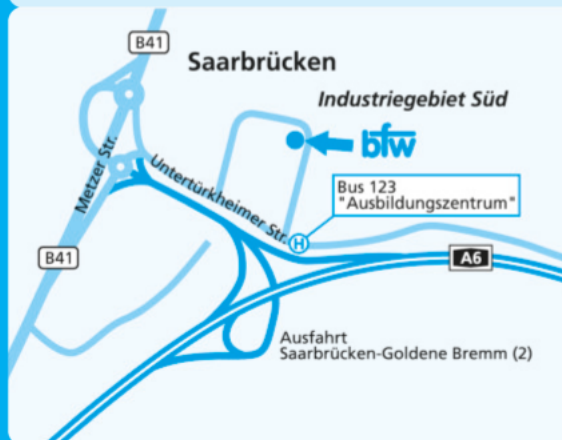 B41
Saarbrücken
Industriegebiet Süd
bfw
Metzer Str.
Untertürkheimer Str.
Bus 123
"Ausbildungszentrum"
H
B41
A6
Ausfahrt
Saarbrücken-Goldene Bremm (2)